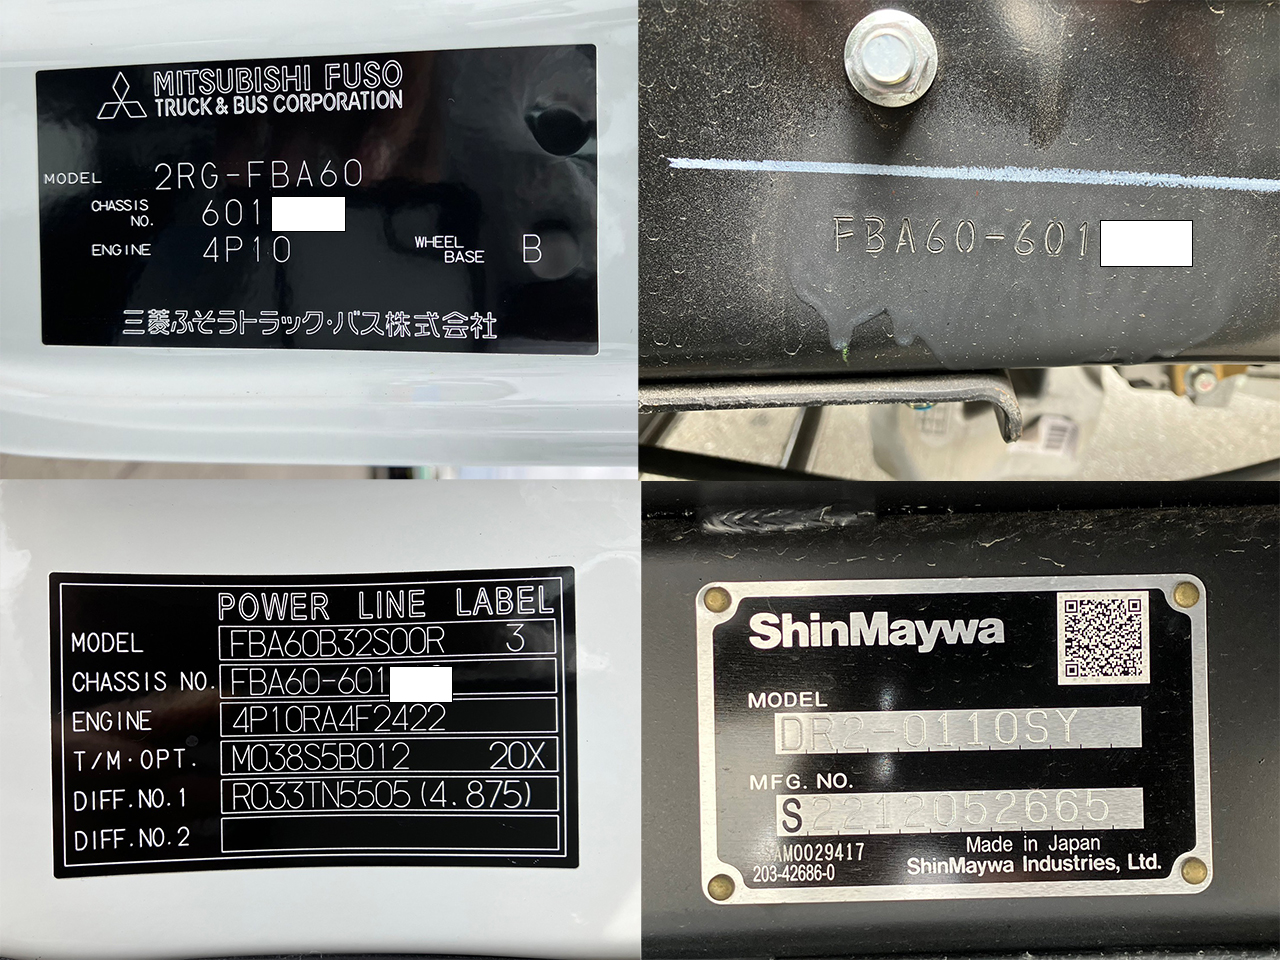 MITSUBISHI FUSO
TRUCK & BUS CORPORATION
MODEL 2RG-FBA60
CHASSIS NO. 601
ENGINE 4P10 WHEEL BASE B
三菱ふそうトラック・バス株式会社
FBA60-601
POWER LINE LABEL
MODEL FBA60B32S00R 3
CHASSIS NO. FBA60-601
ENGINE 4P10RA4F2422
T/M・OPT. M038S5B012 20X
DIFF.NO.1 R033TN5505(4.875)
DIFF.NO.2
ShinMaywa
MODEL
DR2-0110SY
MFG. NO.
S2212052665
Made in Japan
203-42686-0 ShinMaywa Industries, Ltd.